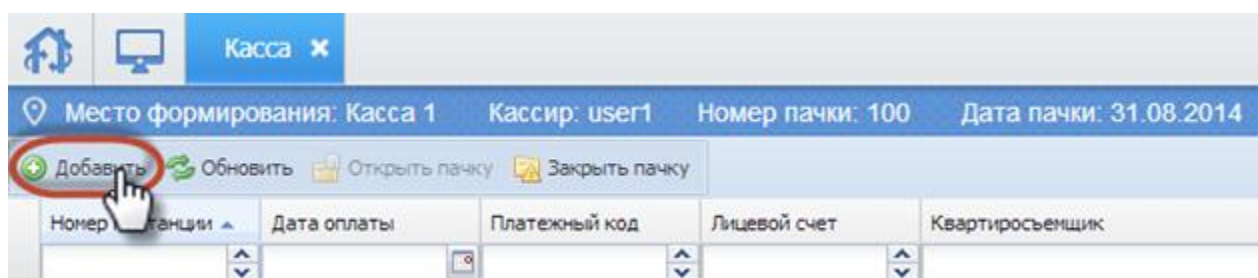 Касса
Место формирования: Касса 1 Кассир: user1 Номер пачки: 100 Дата пачки: 31.08.2014
Добавить Обновить Открыть пачку Закрыть пачку
Номер Дата оплаты Платежный код Лицевой счет Квартиросъемщик